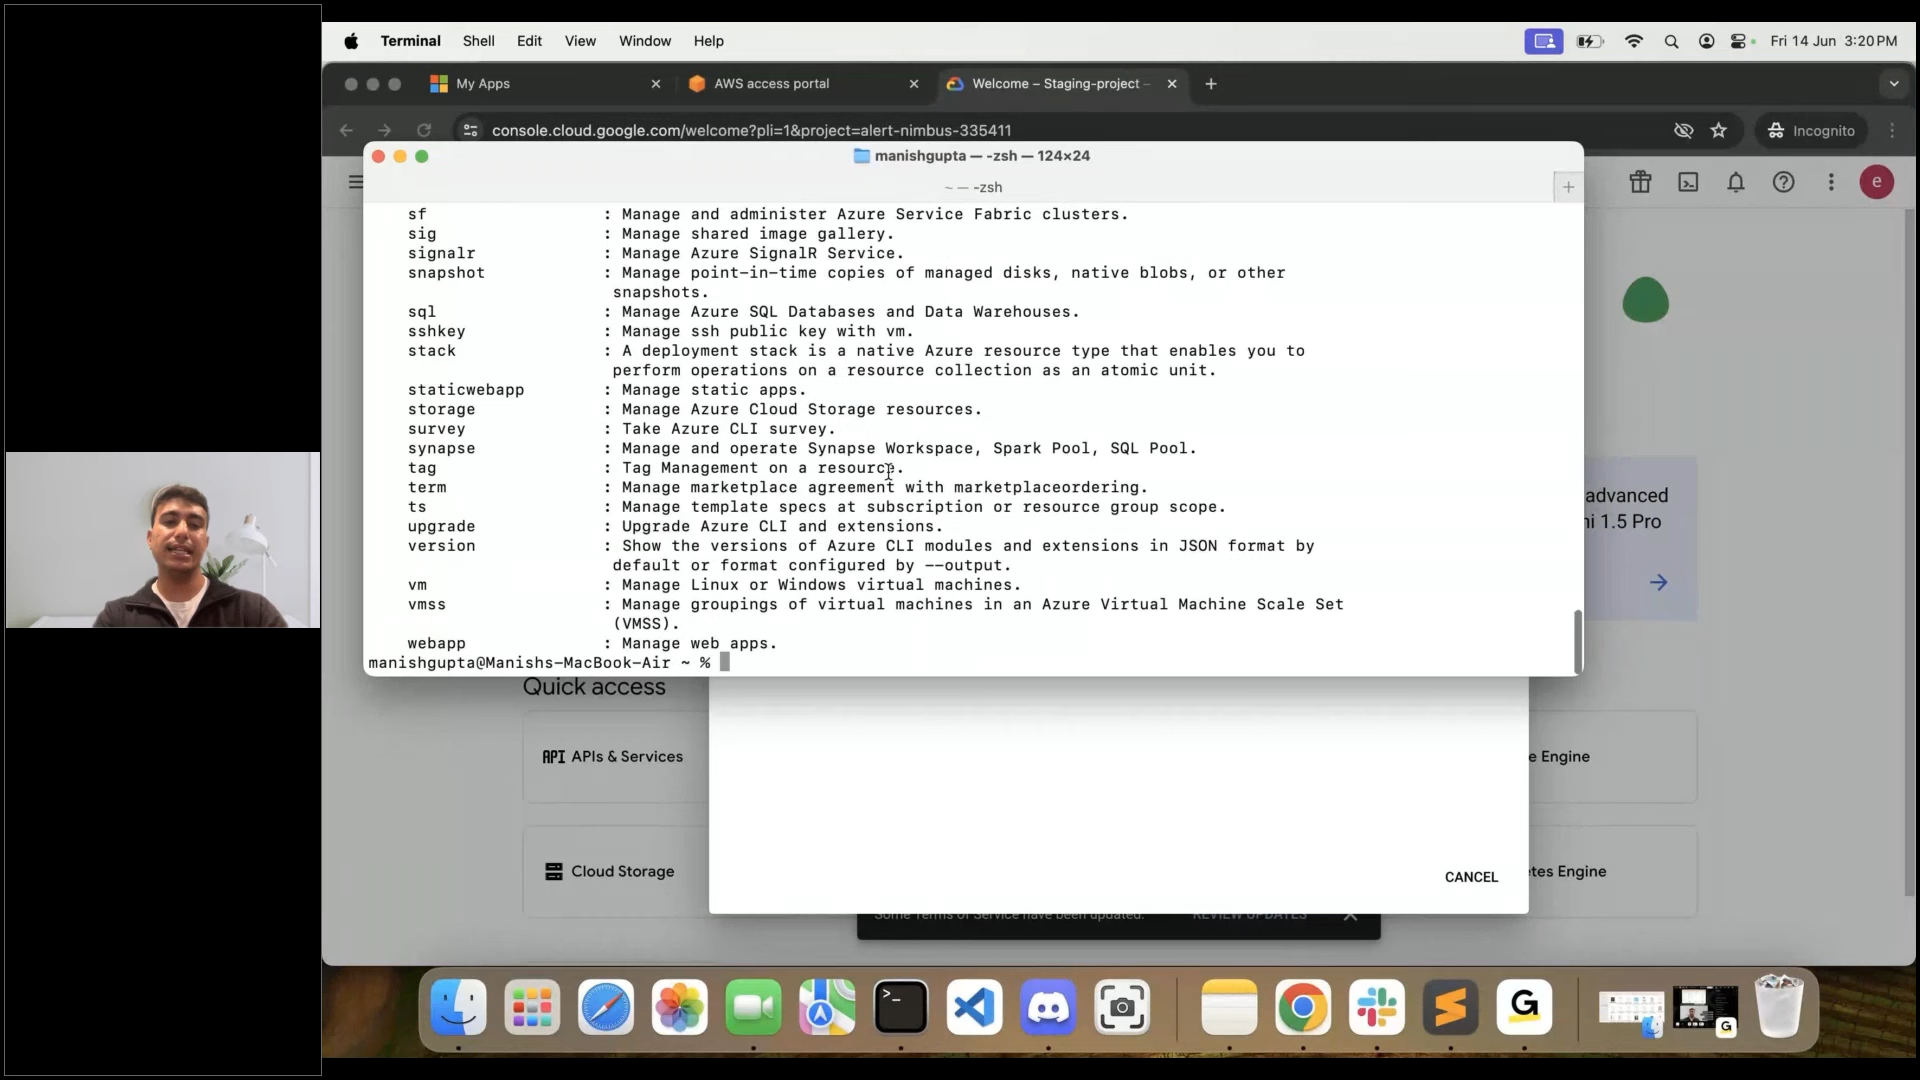 Terminal Shell Edit View Window Help Fri 14 Jun 3:20 PM
My Apps AWS access portal Welcome – Staging-project –
console.cloud.google.com/welcome?pli=1&project=alert-nimbus-335411 Incognito
manishgupta — -zsh — 124×24
~ — -zsh
e
sf : Manage and administer Azure Service Fabric clusters.
sig : Manage shared image gallery.
signalr : Manage Azure SignalR Service.
snapshot : Manage point-in-time copies of managed disks, native blobs, or other
snapshots.
sql : Manage Azure SQL Databases and Data Warehouses.
sshkey : Manage ssh public key with vm.
stack : A deployment stack is a native Azure resource type that enables you to
perform operations on a resource collection as an atomic unit.
staticwebapp : Manage static apps.
storage : Manage Azure Cloud Storage resources.
survey : Take Azure CLI survey.
synapse : Manage and operate Synapse Workspace, Spark Pool, SQL Pool.
tag : Tag Management on a resource.
term : Manage marketplace agreement with marketplaceordering.
ts : Manage template specs at subscription or resource group scope.
upgrade : Upgrade Azure CLI and extensions.
version : Show the versions of Azure CLI modules and extensions in JSON format by
default or format configured by --output.
vm : Manage Linux or Windows virtual machines.
vmss : Manage groupings of virtual machines in an Azure Virtual Machine Scale Set
(VMSS).
webapp : Manage web apps.
manishgupta@Manishs-MacBook-Air ~ %
advanced
ni 1.5 Pro
Quick access
API APIs & Services
e Engine
Cloud Storage
etes Engine
CANCEL
Some Terms of Service have been updated. REVIEW UPDATES